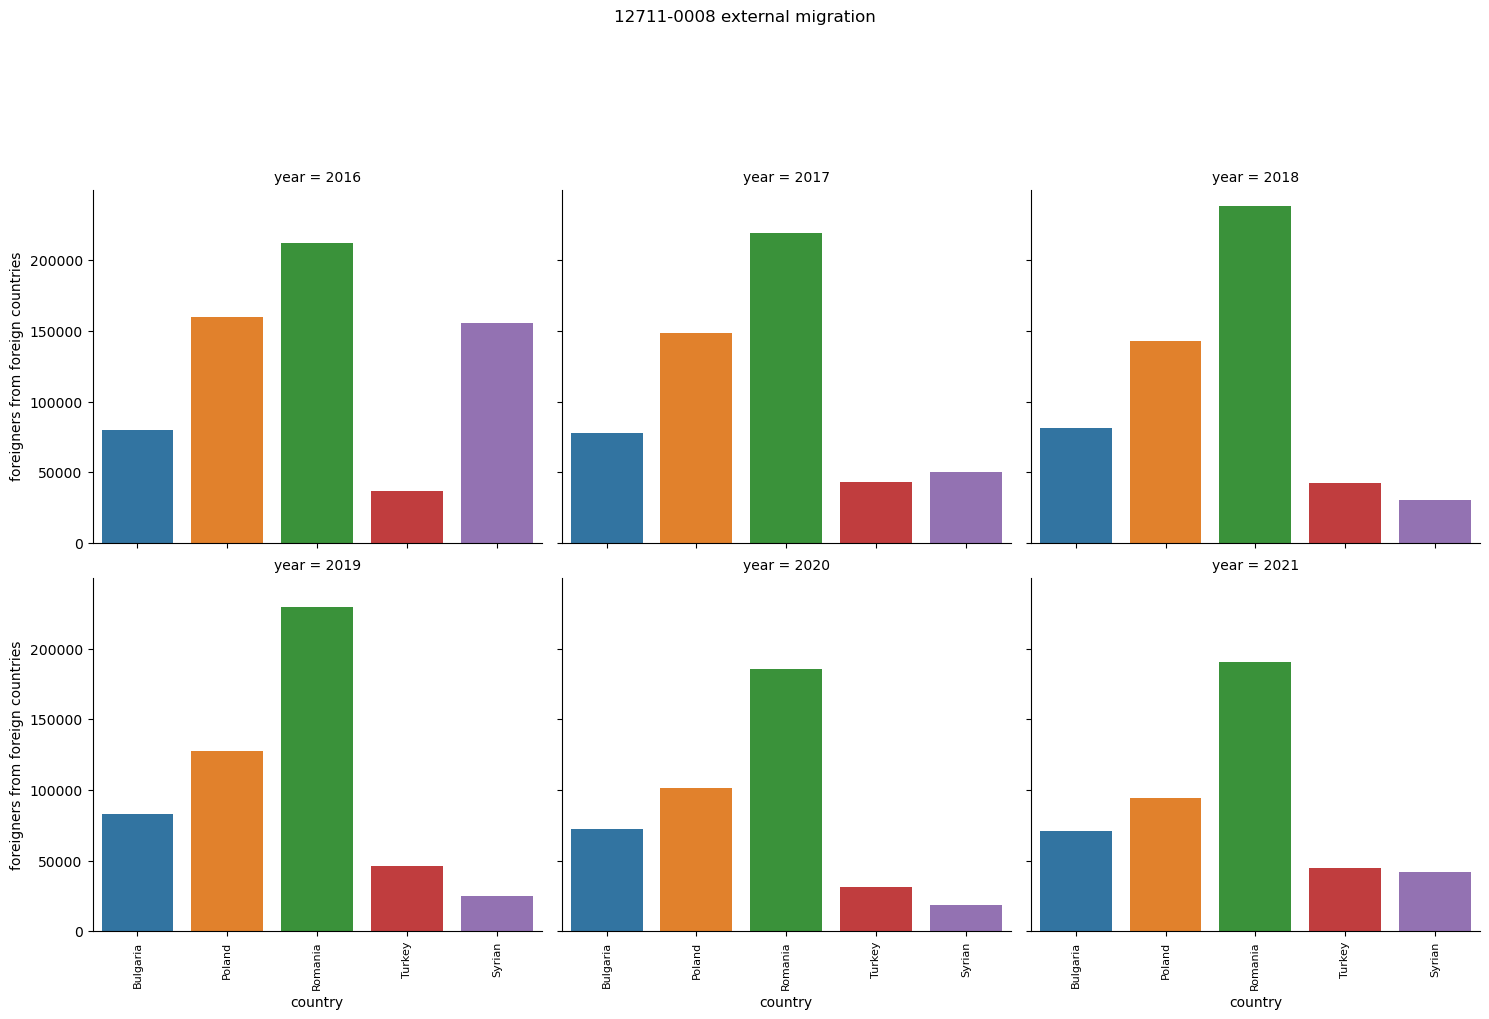 12711-0008 external migration
year = 2016
year = 2017
year = 2018
foreigners from foreign countries
200000
150000
100000
50000
0
year = 2019
year = 2020
year = 2021
foreigners from foreign countries
200000
150000
100000
50000
0
Bulgaria
Poland
Romania
Turkey
Syrian
Bulgaria
Poland
Romania
Turkey
Syrian
Bulgaria
Poland
Romania
Turkey
Syrian
country
country
country